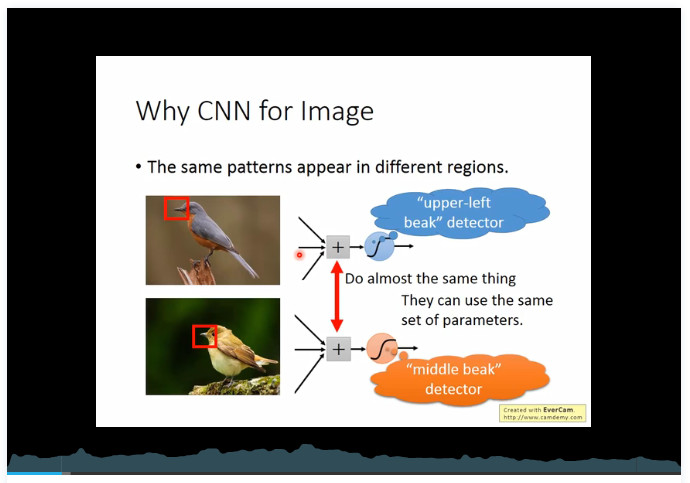 Why CNN for Image
• The same patterns appear in different regions.
“upper-left
beak” detector
+
Do almost the same thing
They can use the same
set of parameters.
+
“middle beak”
detector
Created with EverCam.
http://www.camdemy.com